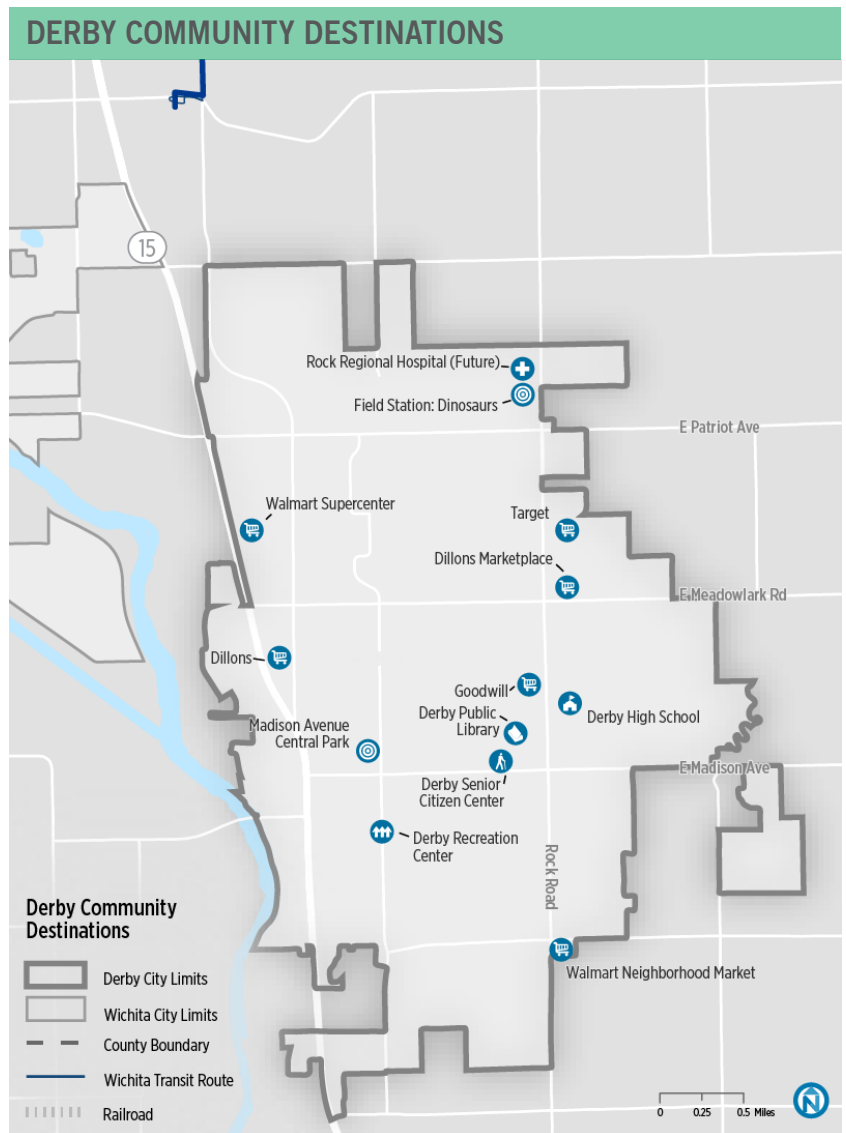 DERBY COMMUNITY DESTINATIONS
15
Rock Regional Hospital (Future)
Field Station: Dinosaurs
E Patriot Ave
Walmart Supercenter
Target
Dillons Marketplace
E Meadowlark Rd
Dillons
Goodwill
Derby Public
Library
Derby High School
Madison Avenue
Central Park
E Madison Ave
Derby Senior
Citizen Center
Derby Recreation
Center
Rock Road
Walmart Neighborhood Market
Derby Community
Destinations
Derby City Limits
Wichita City Limits
County Boundary
Wichita Transit Route
Railroad
0 0.25 0.5 Miles
N